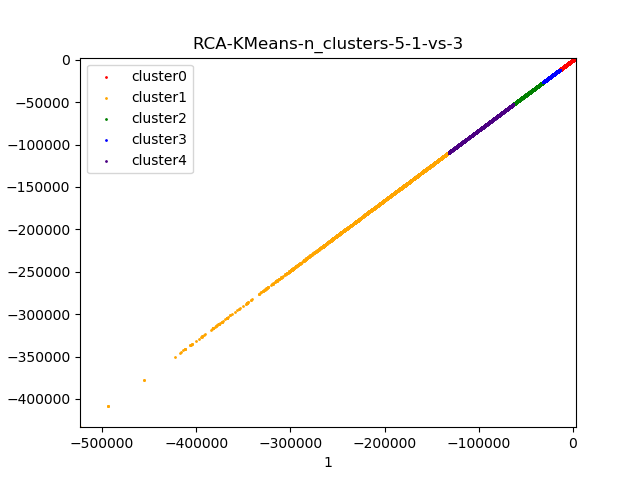 RCA-KMeans-n_clusters-5-1-vs-3
0
−50000
−100000
−150000
−200000
−250000
−300000
−350000
−400000
cluster0
cluster1
cluster2
cluster3
cluster4
−500000 −400000 −300000 −200000 −100000 0
1